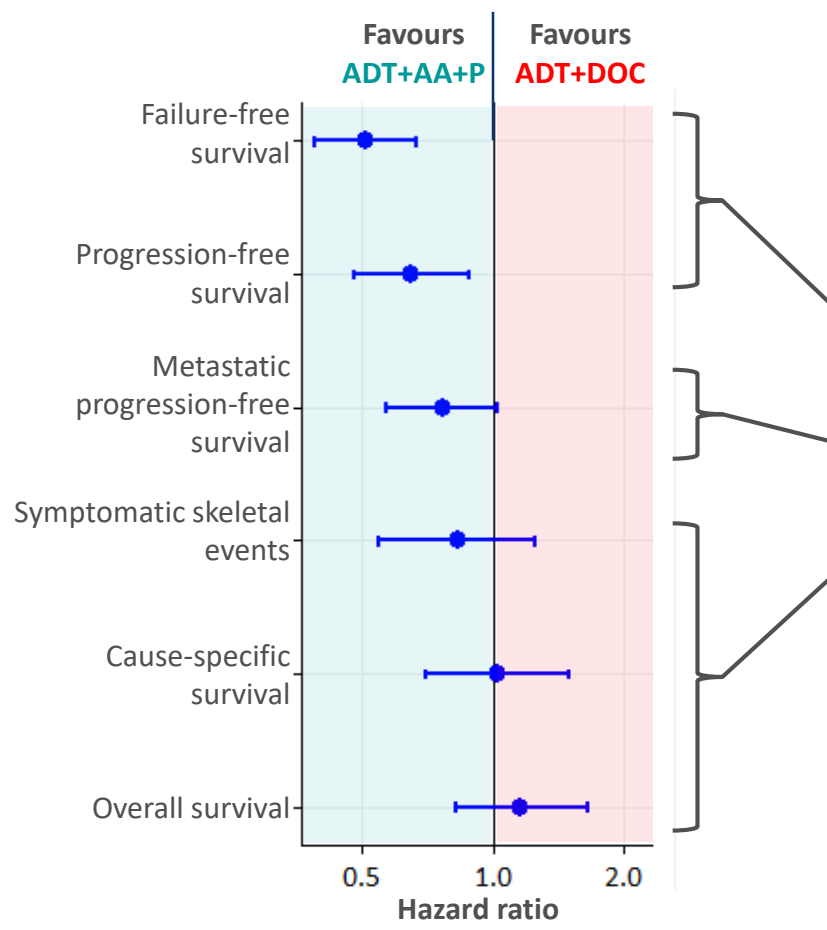 Favours
ADT+AA+P
Favours
ADT+DOC
Failure-free
survival
Progression-free
survival
Metastatic
progression-free
survival
Symptomatic skeletal
events
Cause-specific
survival
Overall survival
0.5
1.0
2.0
Hazard ratio